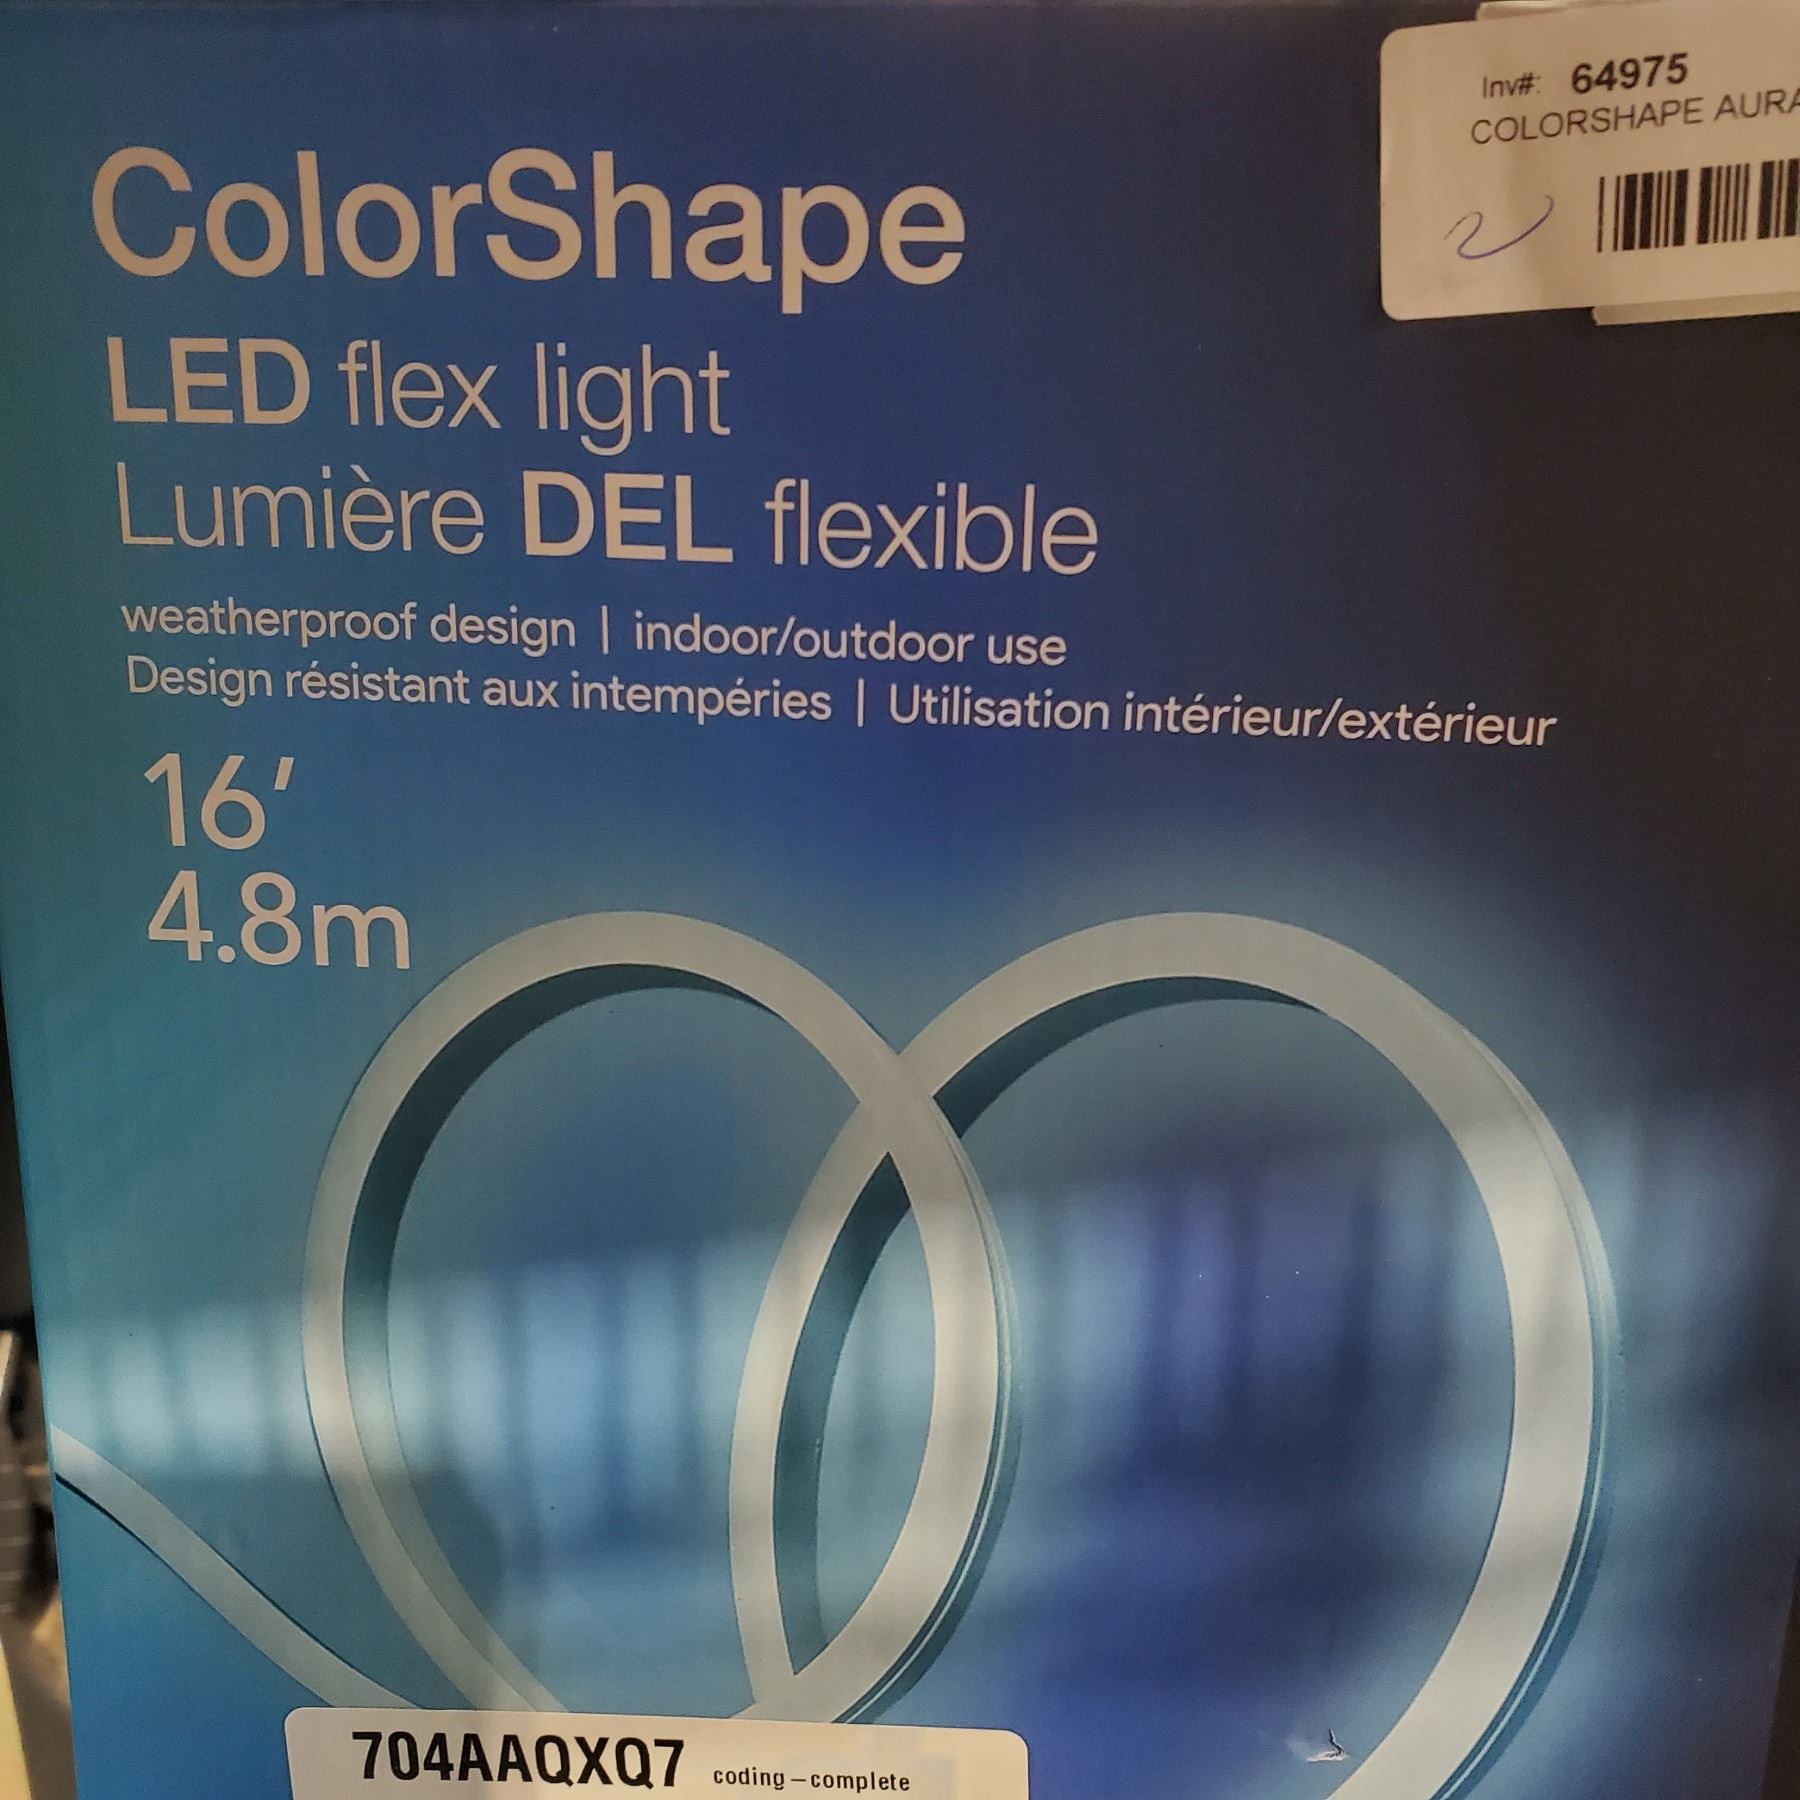 Inv#: 64975
COLORSHAPE AURA
2
ColorShape
LED flex light
Lumière DEL flexible
weatherproof design | indoor/outdoor use
Design résistant aux intempéries | Utilisation intérieur/extérieur
16'
4.8m
704AAQXQ7 coding-complete